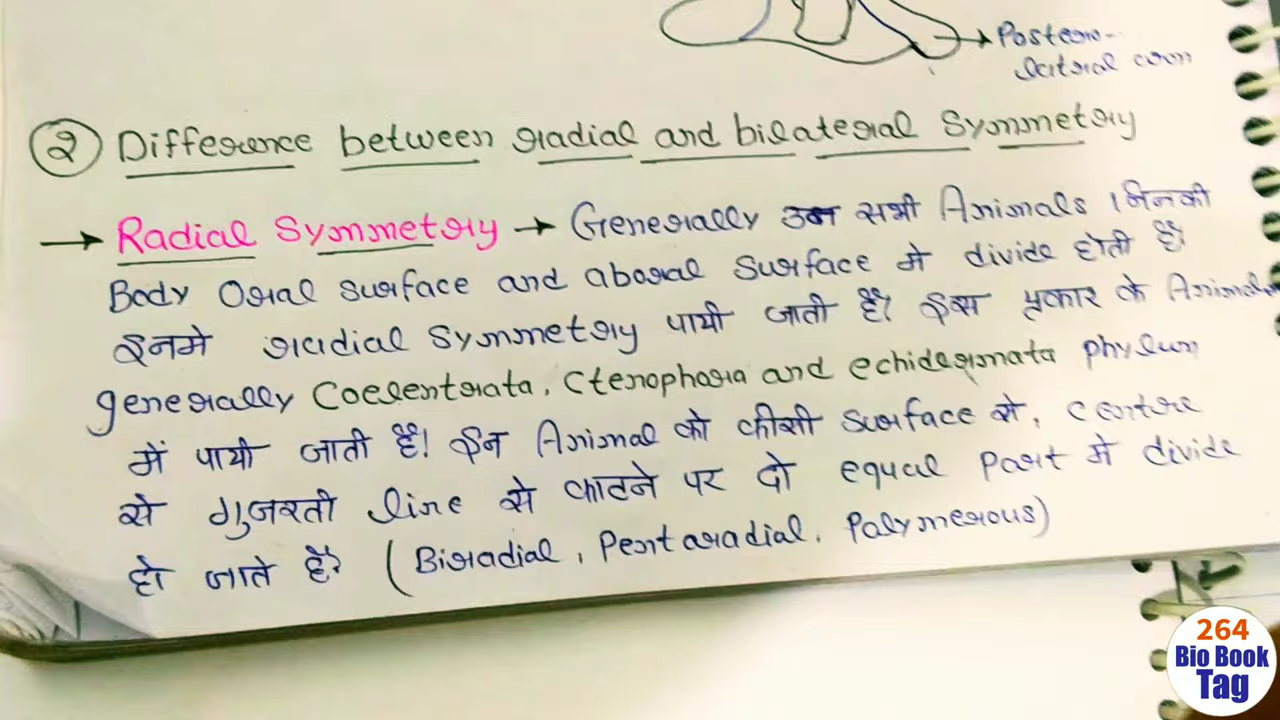 Postero-
latral arm
② Difference between radial and bilateral Symmetry
→ Radial Symmetry → Generally उन सभी Animals जिनकी
Body Oral surface and aboral surface मे divide होती है।
इनमे radial symmetry पायी जाती है। इस प्रकार के Animals
generally Coelentrata, Ctenophora and echidermata phylum
में पायी जाती है। इन Animal को कीसी surface से, centre
से गुजरती line से काटने पर दो equal Part मे divide
हो जाते है। (Biradial, Pentaradial, Polymerous)
264
Bio Book
Tag